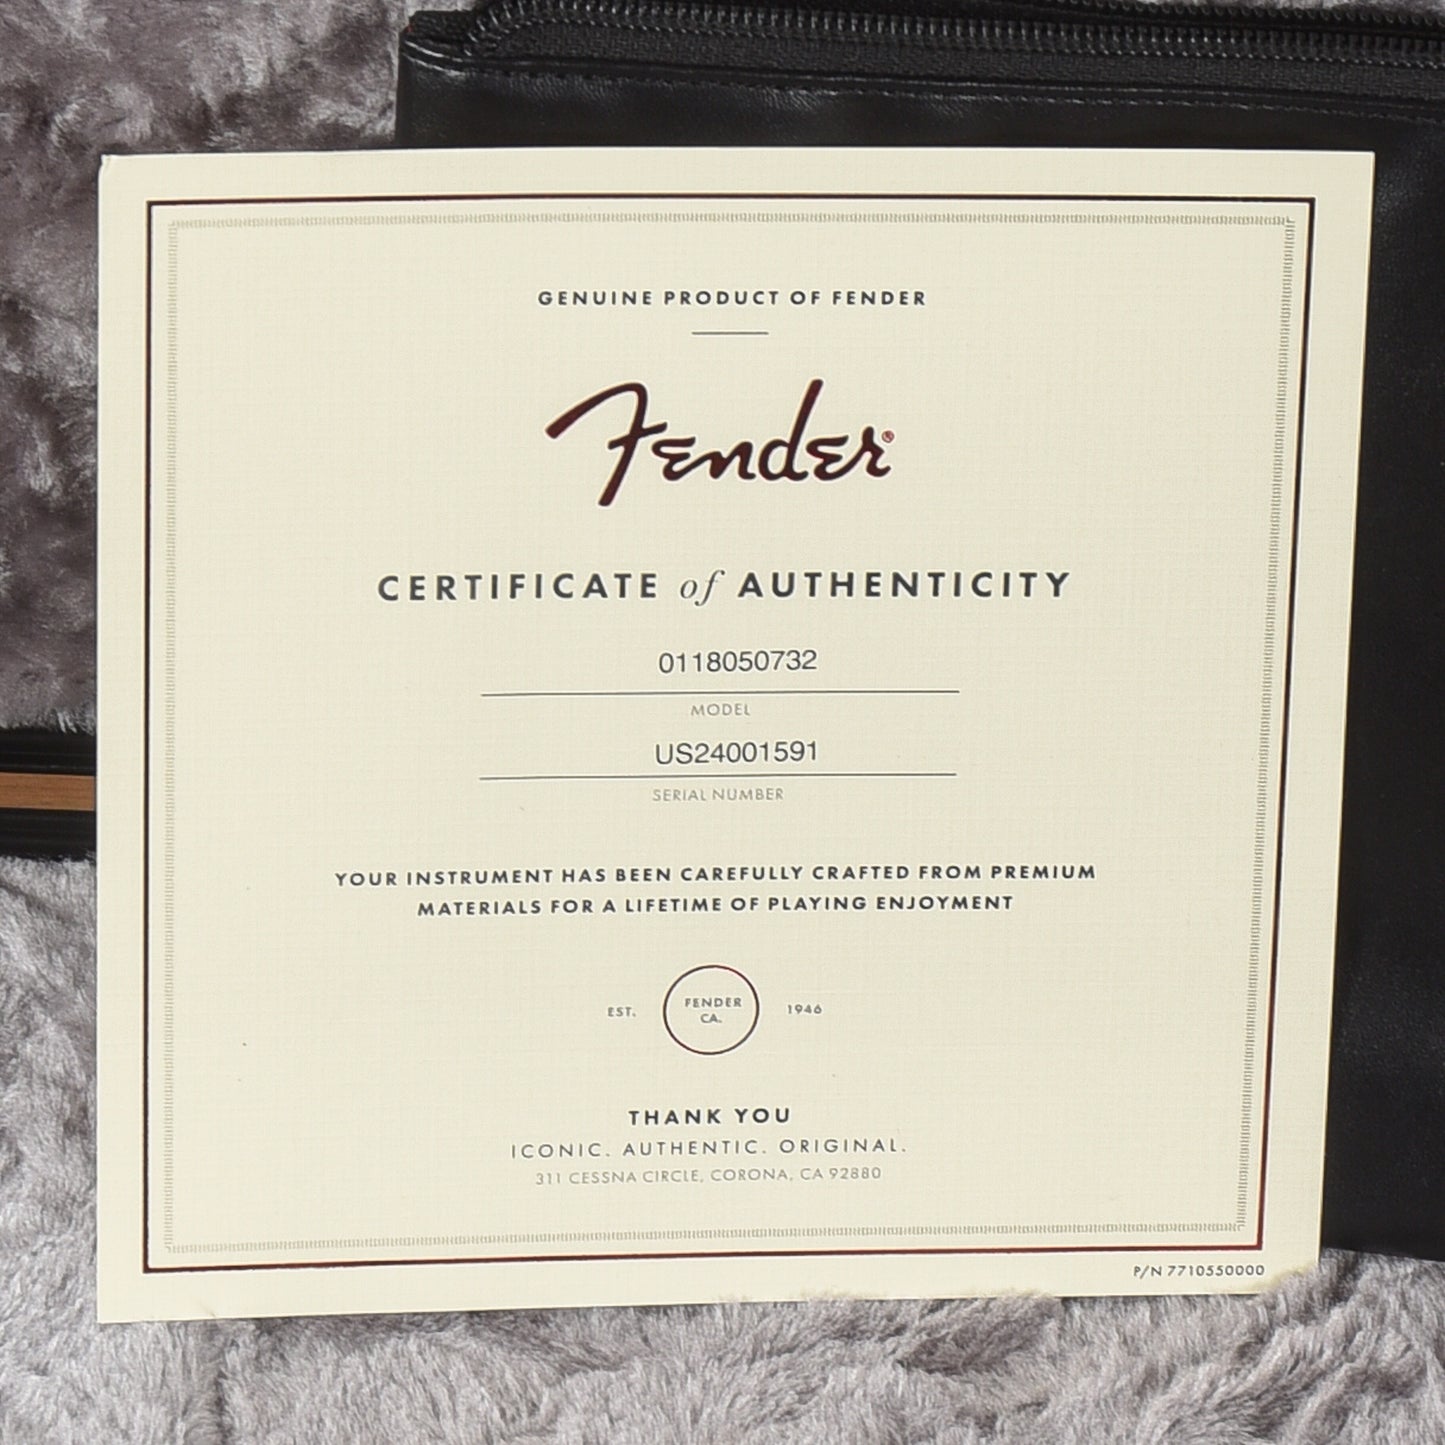 GENUINE PRODUCT OF FENDER
Fender®
CERTIFICATE of AUTHENTICITY
0118050732
MODEL
US24001591
SERIAL NUMBER
YOUR INSTRUMENT HAS BEEN CAREFULLY CRAFTED FROM PREMIUM
MATERIALS FOR A LIFETIME OF PLAYING ENJOYMENT
EST. FENDER CA. 1946
THANK YOU
ICONIC. AUTHENTIC. ORIGINAL.
311 CESSNA CIRCLE, CORONA, CA 92880
P/N 7710550000